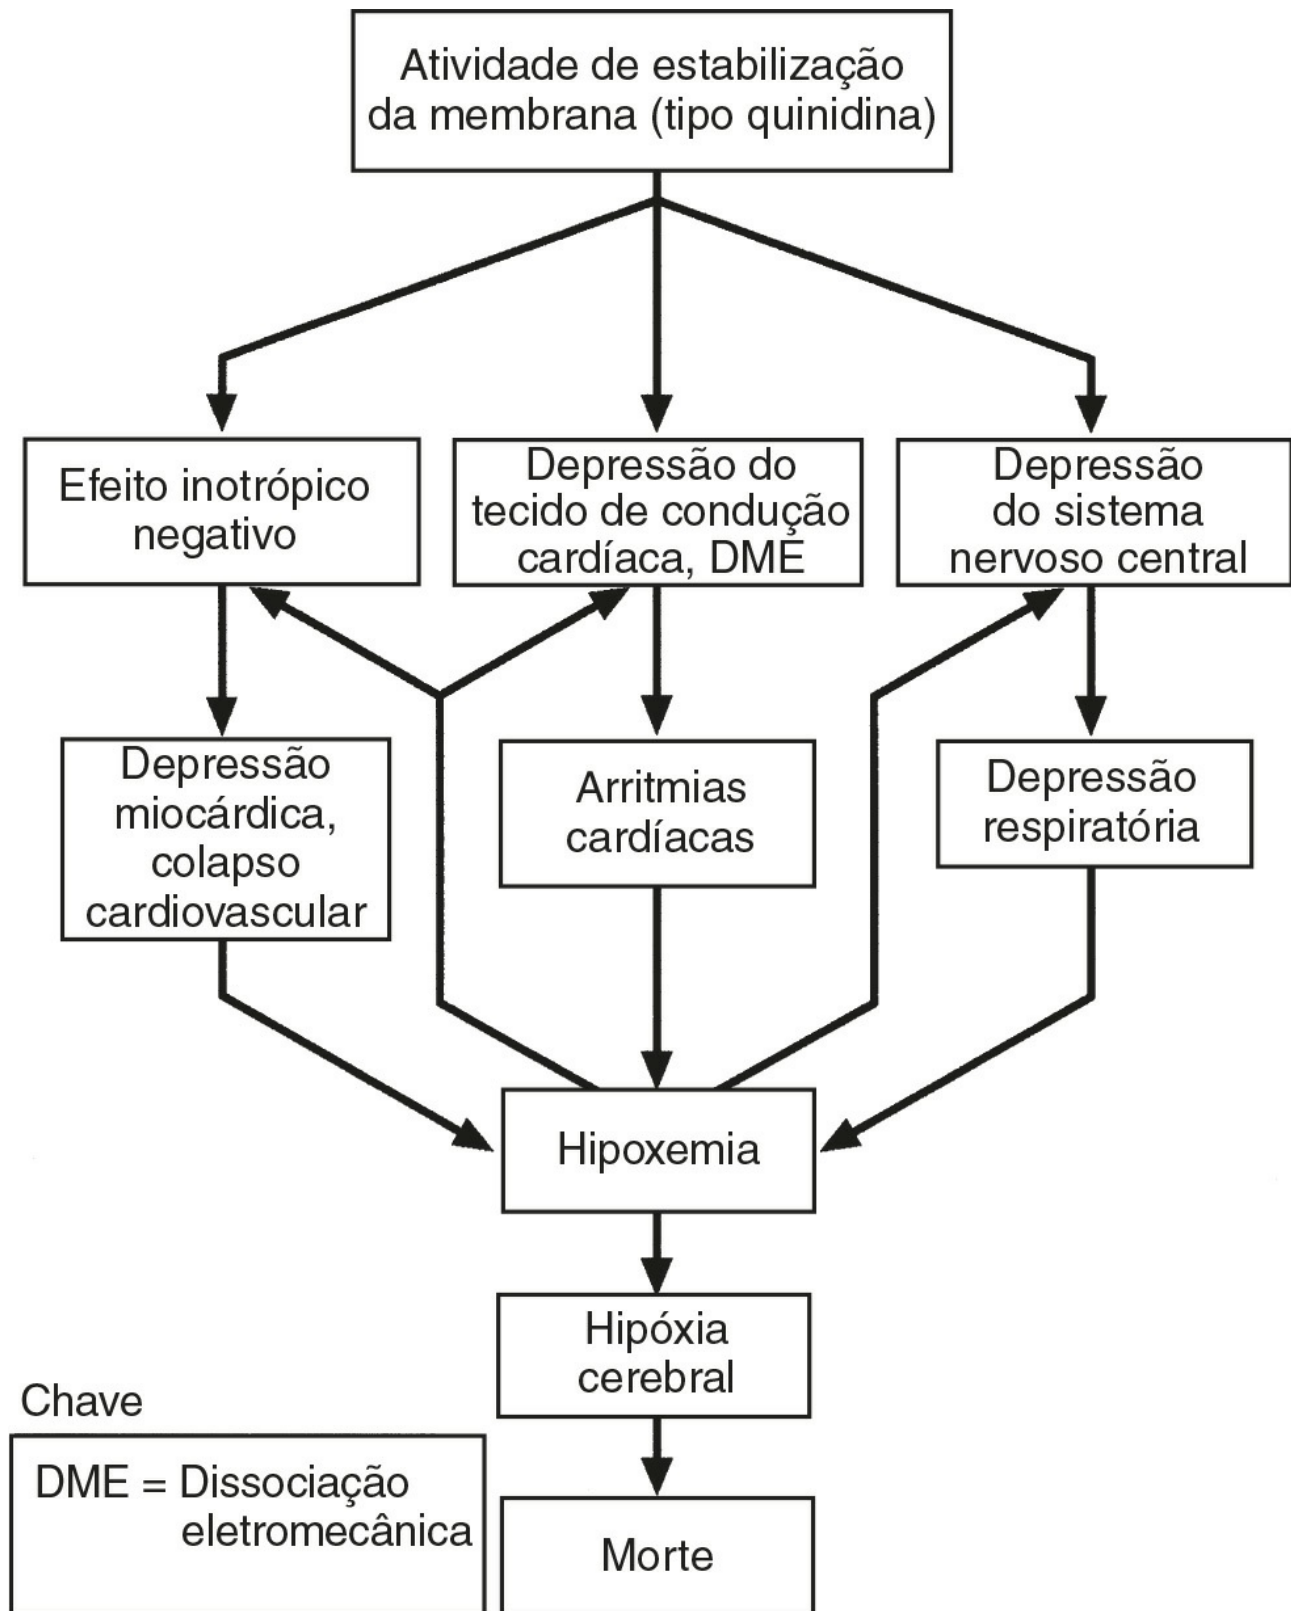 Atividade de estabilização
da membrana (tipo quinidina)
Efeito inotrópico
negativo
Depressão do
tecido de condução
cardíaca, DME
Depressão
do sistema
nervoso central
Depressão
miocárdica,
colapso
cardiovascular
Arritmias
cardíacas
Depressão
respiratória
Hipoxemia
Hipóxia
cerebral
Chave
DME = Dissociação
eletromecânica
Morte